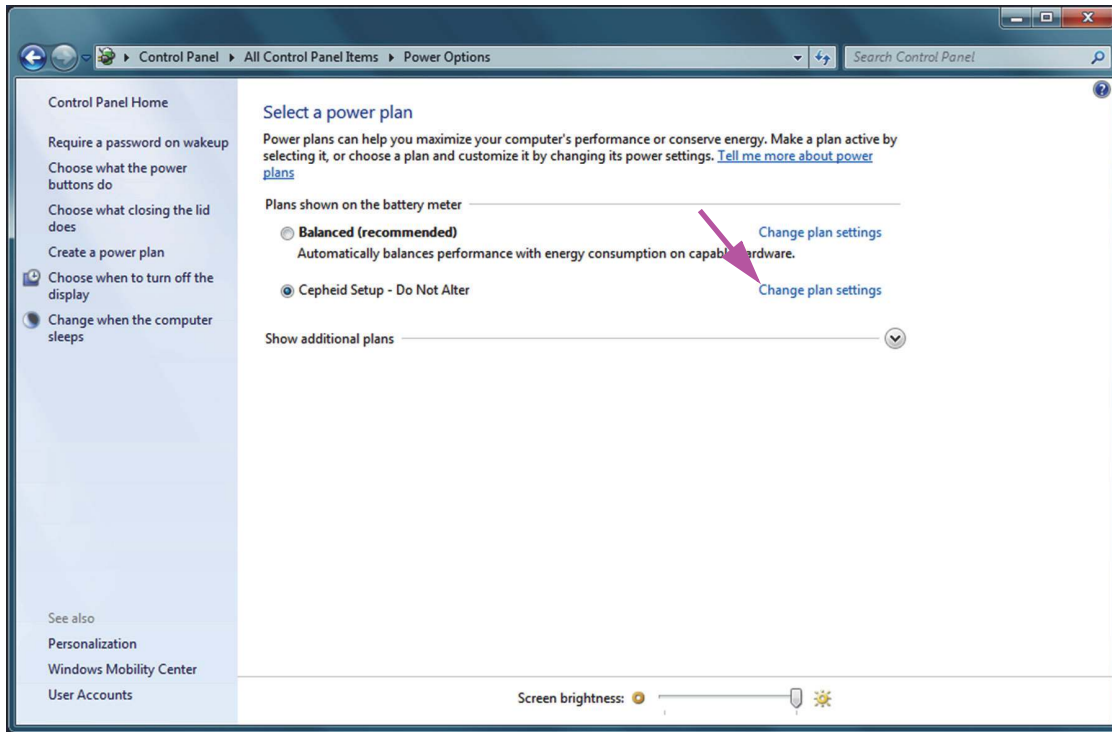 Control Panel ▸ All Control Panel Items ▸ Power Options
Search Control Panel
Control Panel Home
Require a password on wakeup
Choose what the power
buttons do
Choose what closing the lid
does
Create a power plan
Choose when to turn off the
display
Change when the computer
sleeps
See also
Personalization
Windows Mobility Center
User Accounts
Select a power plan
Power plans can help you maximize your computer's performance or conserve energy. Make a plan active by
selecting it, or choose a plan and customize it by changing its power settings. Tell me more about power
plans
Plans shown on the battery meter
Balanced (recommended) Change plan settings
Automatically balances performance with energy consumption on capable hardware.
Cepheid Setup - Do Not Alter Change plan settings
Show additional plans
Screen brightness: